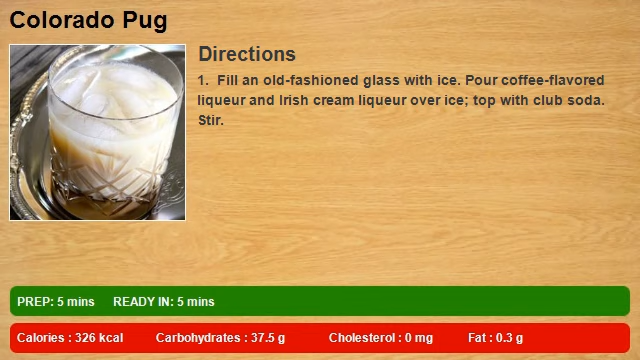 Colorado Pug
Directions
1. Fill an old-fashioned glass with ice. Pour coffee-flavored
liqueur and Irish cream liqueur over ice; top with club soda.
Stir.
PREP: 5 mins READY IN: 5 mins
Calories : 326 kcal Carbohydrates : 37.5 g Cholesterol : 0 mg Fat : 0.3 g